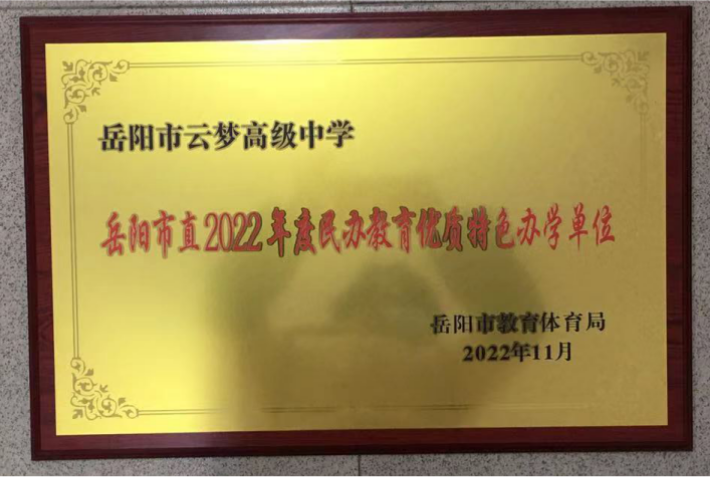 岳阳市云梦高级中学
岳阳市直2022年度民办教育优质特色办学单位
岳阳市教育体育局
2022年11月